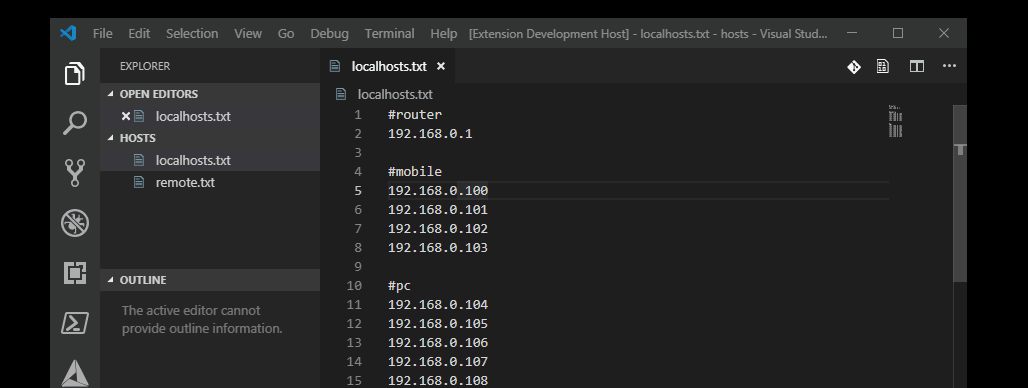 File Edit Selection View Go Debug Terminal Help [Extension Development Host] - localhosts.txt - hosts - Visual Stud...
EXPLORER
OPEN EDITORS
localhosts.txt
HOSTS
localhosts.txt
remote.txt
OUTLINE
The active editor cannot
provide outline information.
localhosts.txt
localhosts.txt
1 #router
2 192.168.0.1
3
4 #mobile
5 192.168.0.100
6 192.168.0.101
7 192.168.0.102
8 192.168.0.103
9
10 #pc
11 192.168.0.104
12 192.168.0.105
13 192.168.0.106
14 192.168.0.107
15 192.168.0.108